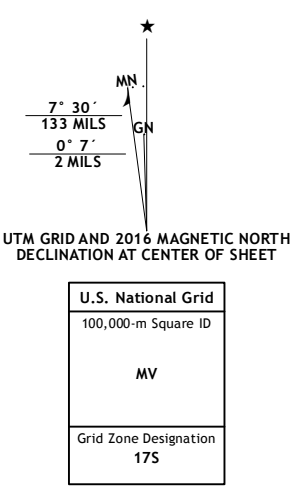 ★
MN
7° 30´
133 MILS
GN
0° 7´
2 MILS
UTM GRID AND 2016 MAGNETIC NORTH
DECLINATION AT CENTER OF SHEET
U.S. National Grid
100,000-m Square ID
MV
Grid Zone Designation
17S